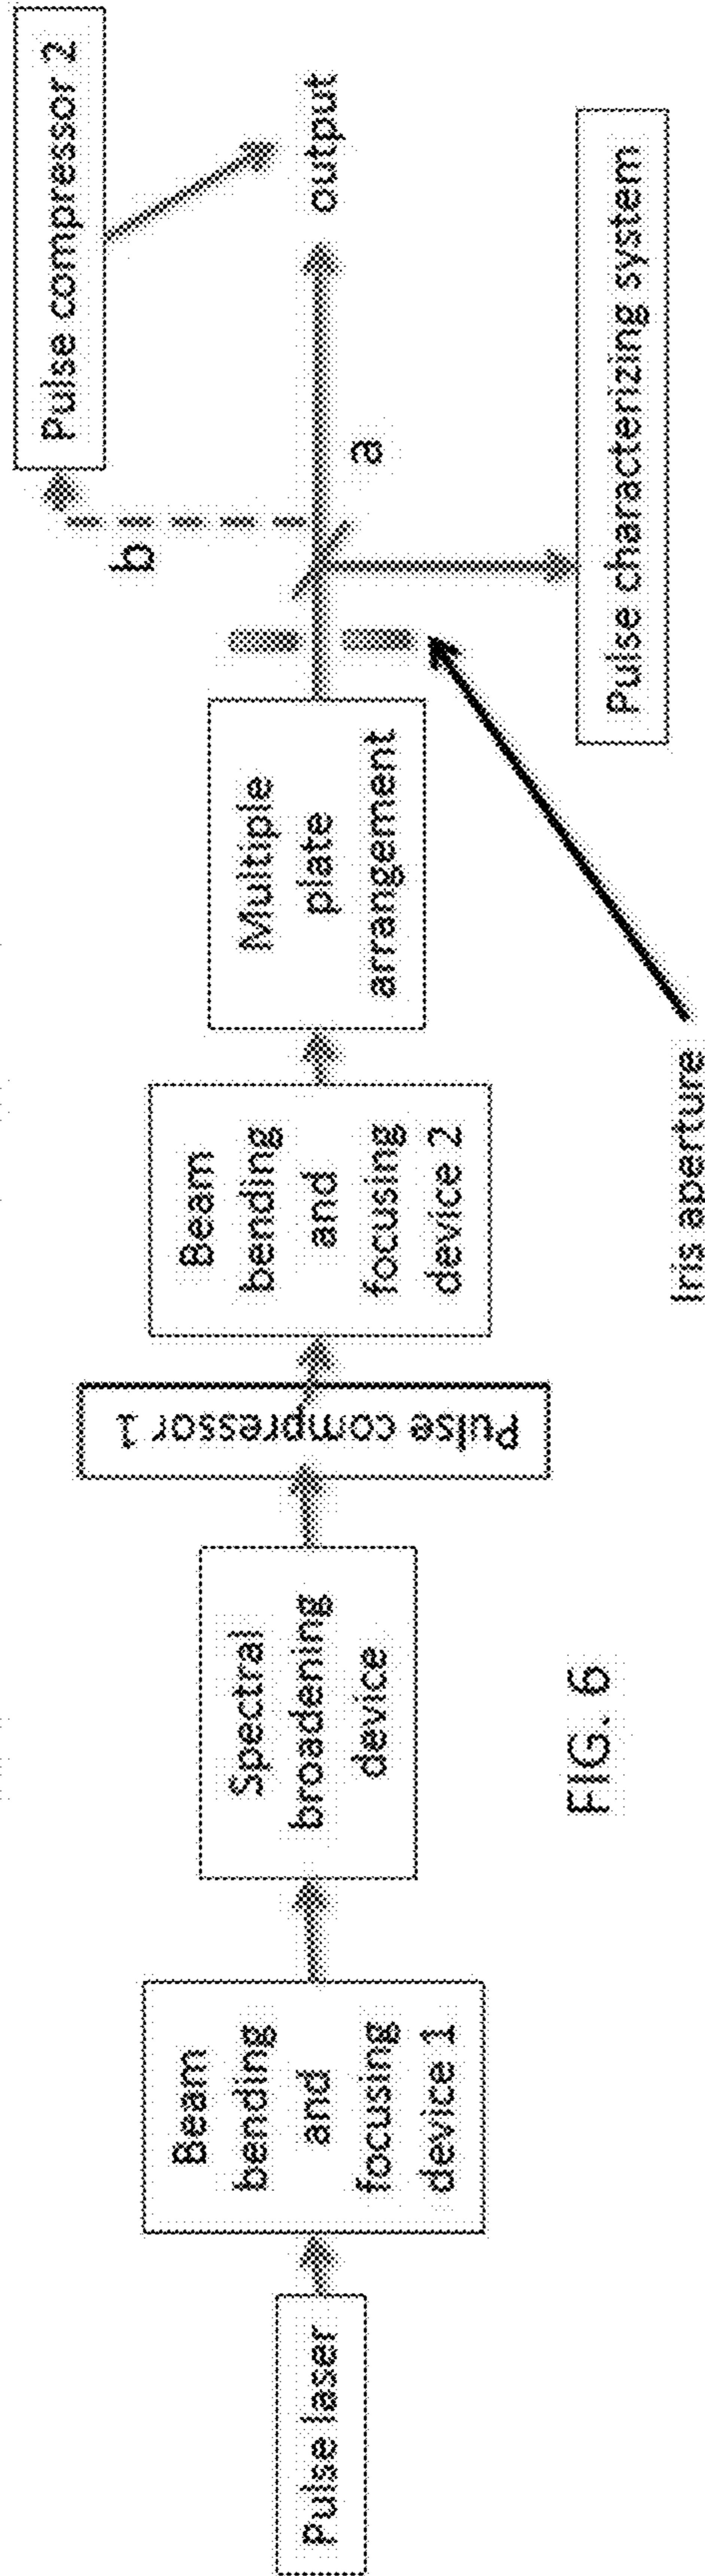 Pulse laser
Beam
bending
and
focusing
device 1
Spectral
broadening
device
Pulse compressor 1
Beam
bending
and
focusing
device 2
Multiple
plate
arrangement
Iris aperture
b
a
Pulse compressor 2
output
Pulse characterizing system
FIG. 6